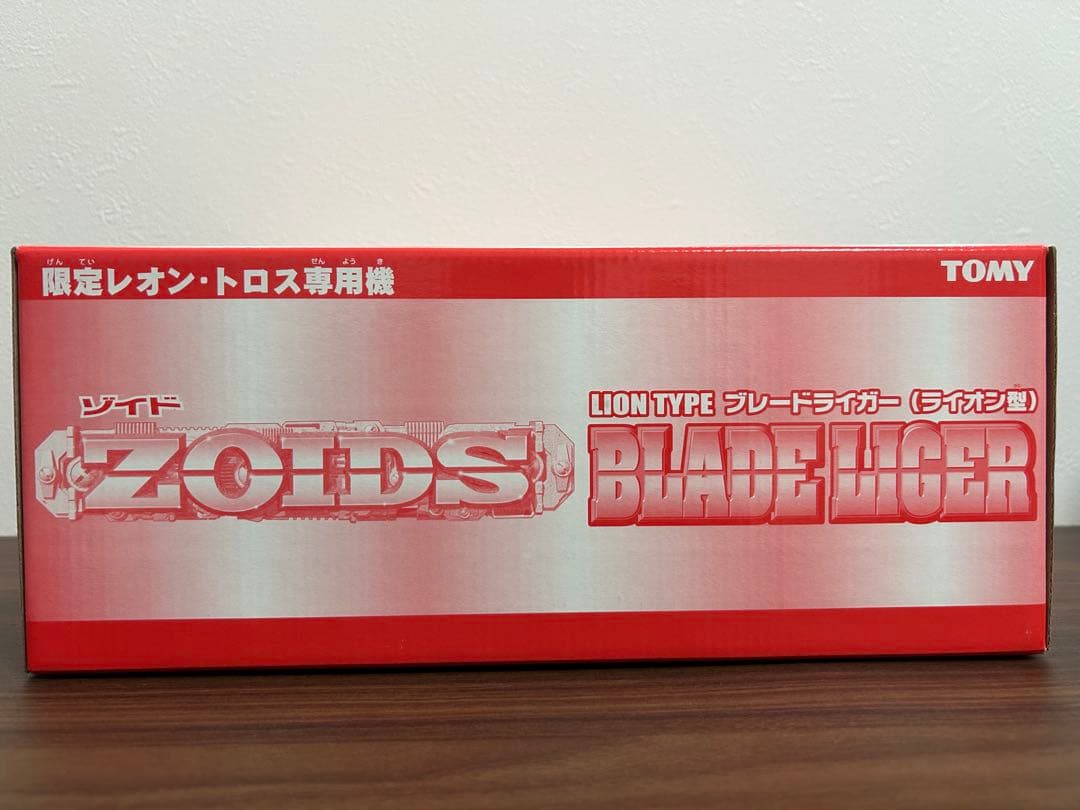 げんてい せんようき
限定レオン・トロス専用機
TOMY
ゾイド
ZOIDS
LION TYPE ブレードライガー（ライオン型）
BLADE LIGER